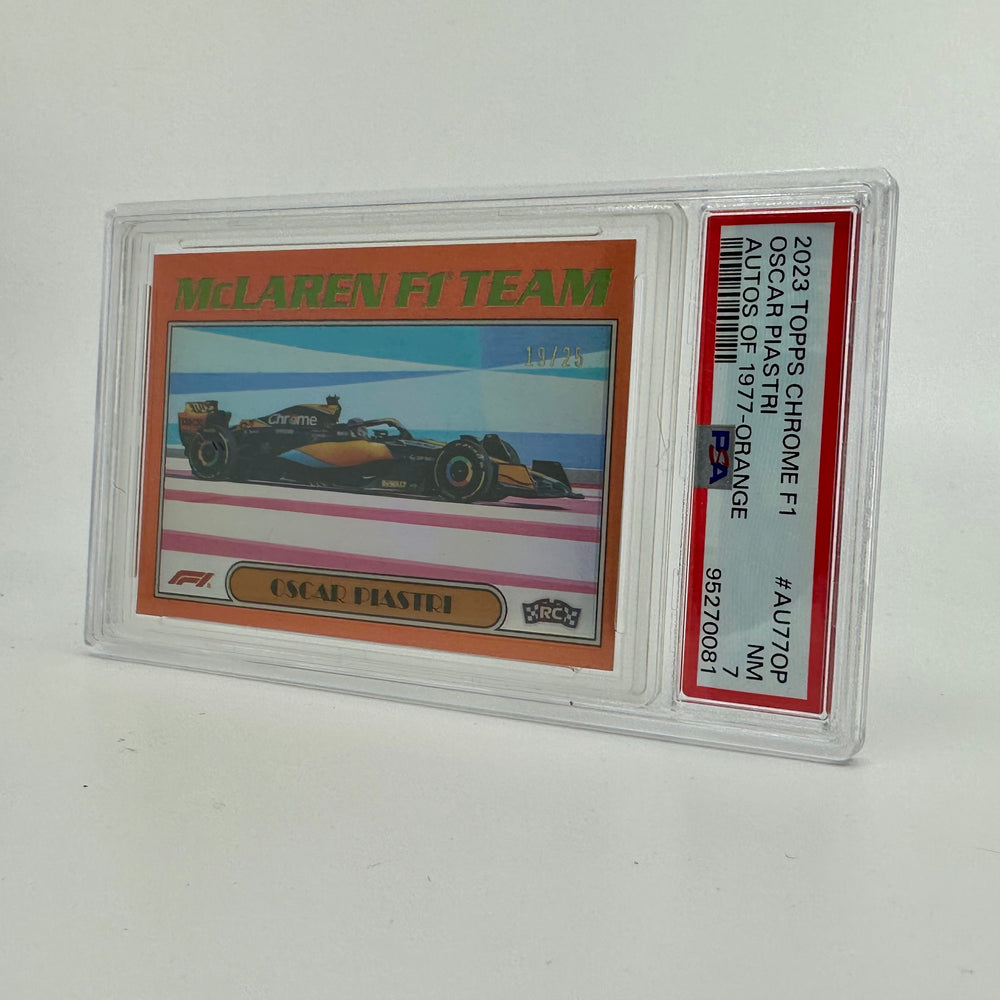 McLAREN F1 TEAM
19/25
Chrome
F1
OSCAR PIASTRI
RC
2023 TOPPS CHROME F1
OSCAR PIASTRI
AUTOS OF 1977-ORANGE
PSA
#AU77OP
NM
7
95270081